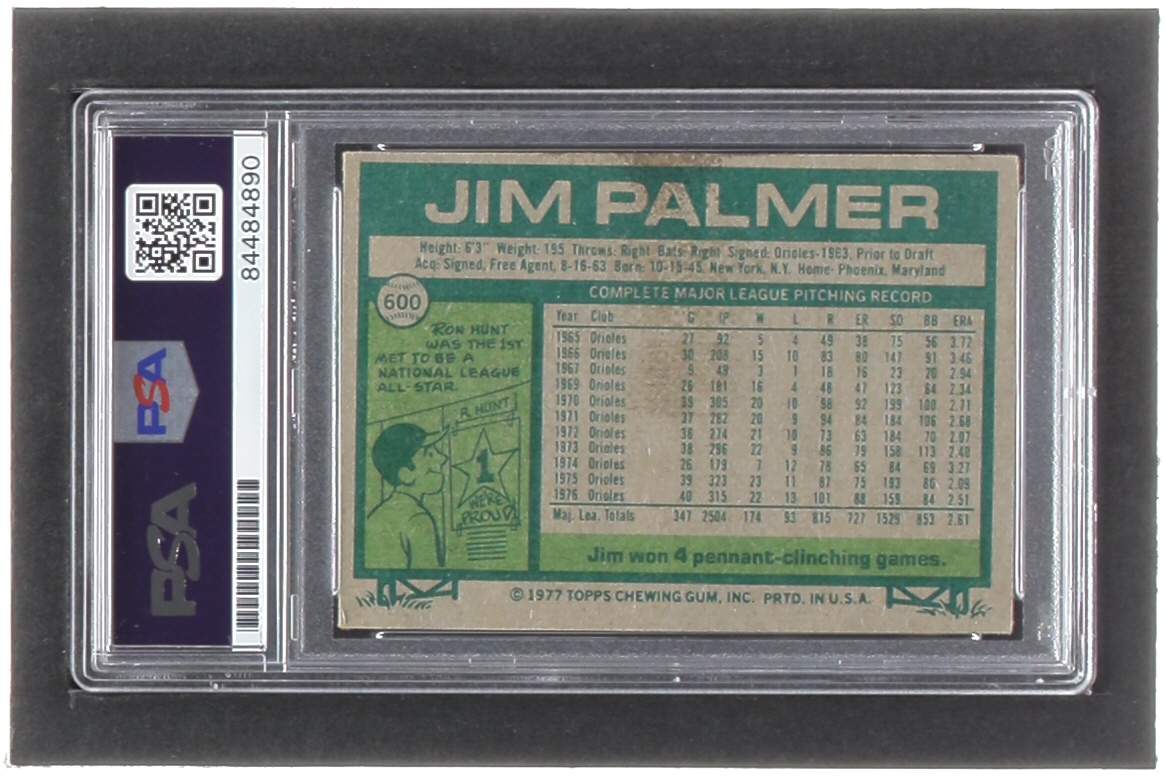 84484890
PSA
PSA
JIM PALMER
Height: 6'3" Weight: 195 Throws: Right Bats: Right Signed: Orioles-1963, Prior to Draft
Acq: Signed, Free Agent, 8-16-63 Born: 10-15-45, New York, N.Y. Home: Phoenix, Maryland
600
RON HUNT
WAS THE 1ST
MET TO BE A
NATIONAL LEAGUE
ALL-STAR.
R. HUNT
1
WE'RE
PROUD!
COMPLETE MAJOR LEAGUE PITCHING RECORD
Year Club G IP W L R ER SO BB ERA
1965 Orioles 27 92 5 4 49 38 75 56 3.72
1966 Orioles 30 208 15 10 83 80 147 91 3.46
1967 Orioles 9 49 3 1 18 16 23 20 2.94
1969 Orioles 26 181 16 4 48 47 123 64 2.34
1970 Orioles 39 305 20 10 98 92 199 100 2.71
1971 Orioles 37 282 20 9 94 84 184 106 2.68
1972 Orioles 36 274 21 10 73 63 184 70 2.07
1973 Orioles 38 296 22 9 86 79 158 113 2.40
1974 Orioles 26 179 7 12 78 65 84 69 3.27
1975 Orioles 39 323 23 11 87 75 193 86 2.09
1976 Orioles 40 315 22 13 101 88 159 84 2.51
Maj. Lea. Totals 347 2504 174 93 815 727 1529 853 2.61
Jim won 4 pennant-clinching games.
© 1977 TOPPS CHEWING GUM, INC. PRTD. IN U.S.A.